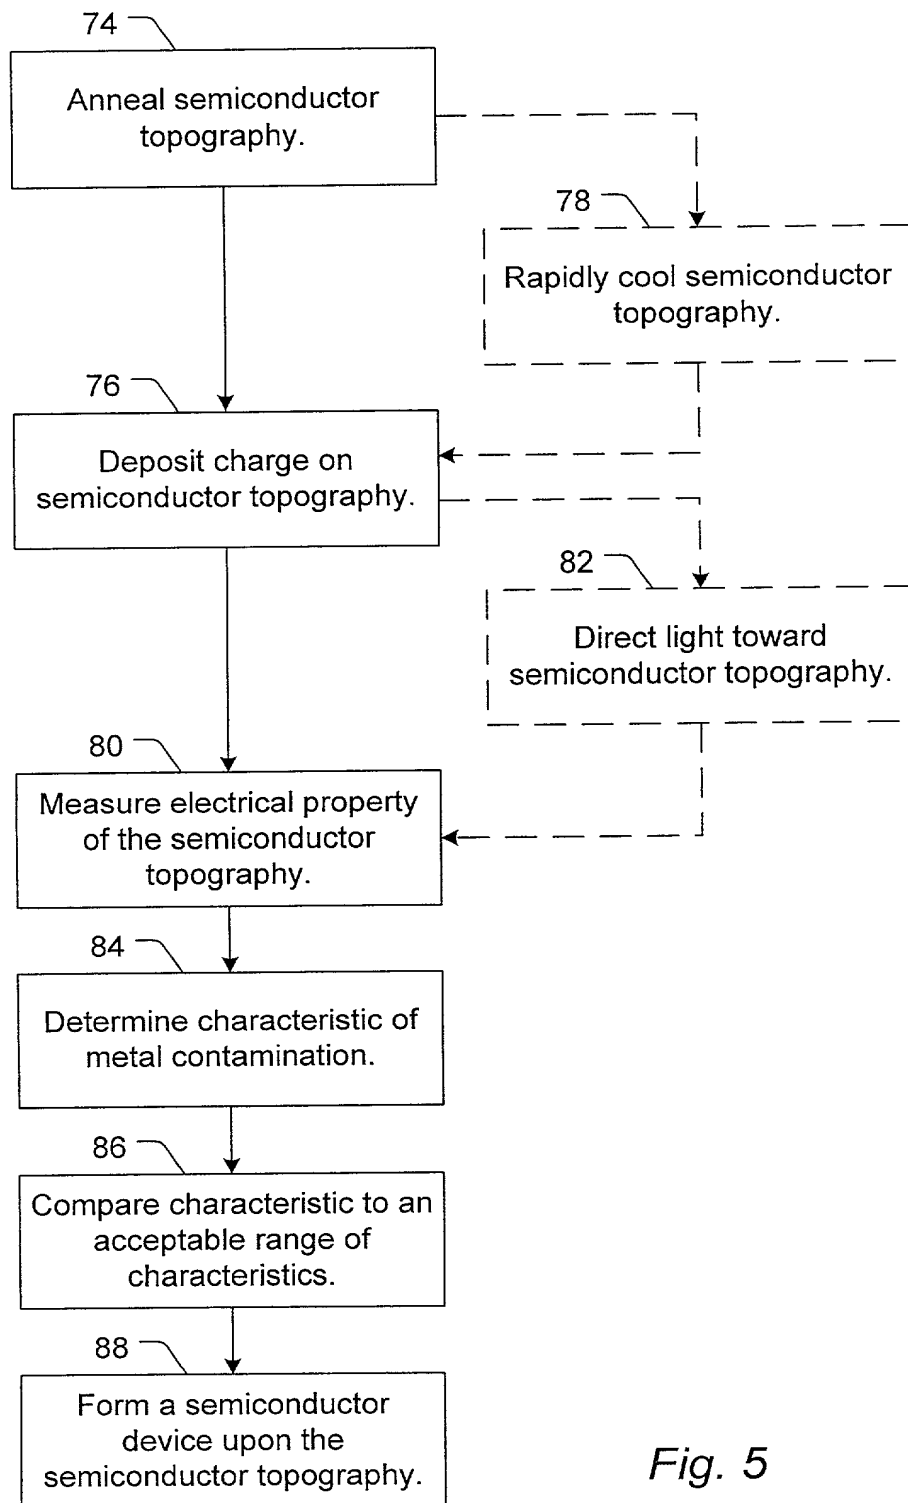 74
Anneal semiconductor
topography.
78
Rapidly cool semiconductor
topography.
76
Deposit charge on
semiconductor topography.
82
Direct light toward
semiconductor topography.
80
Measure electrical property
of the semiconductor
topography.
84
Determine characteristic of
metal contamination.
86
Compare characteristic to an
acceptable range of
characteristics.
88
Form a semiconductor
device upon the
semiconductor topography.
Fig. 5